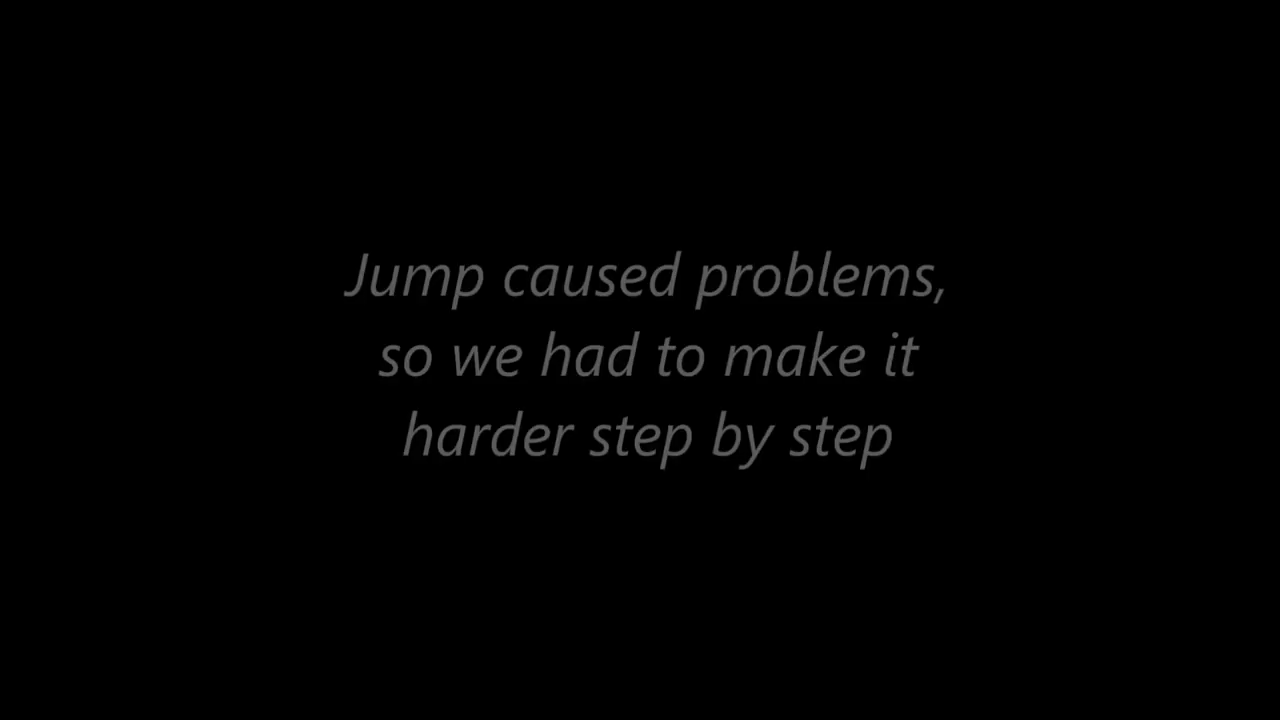 Jump caused problems,
so we had to make it
harder step by step